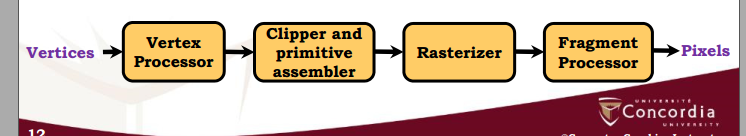 Vertices
Vertex
Processor
Clipper and
primitive
assembler
Rasterizer
Fragment
Processor
Pixels
UNIVERSITÉ
Concordia
UNIVERSITY
12